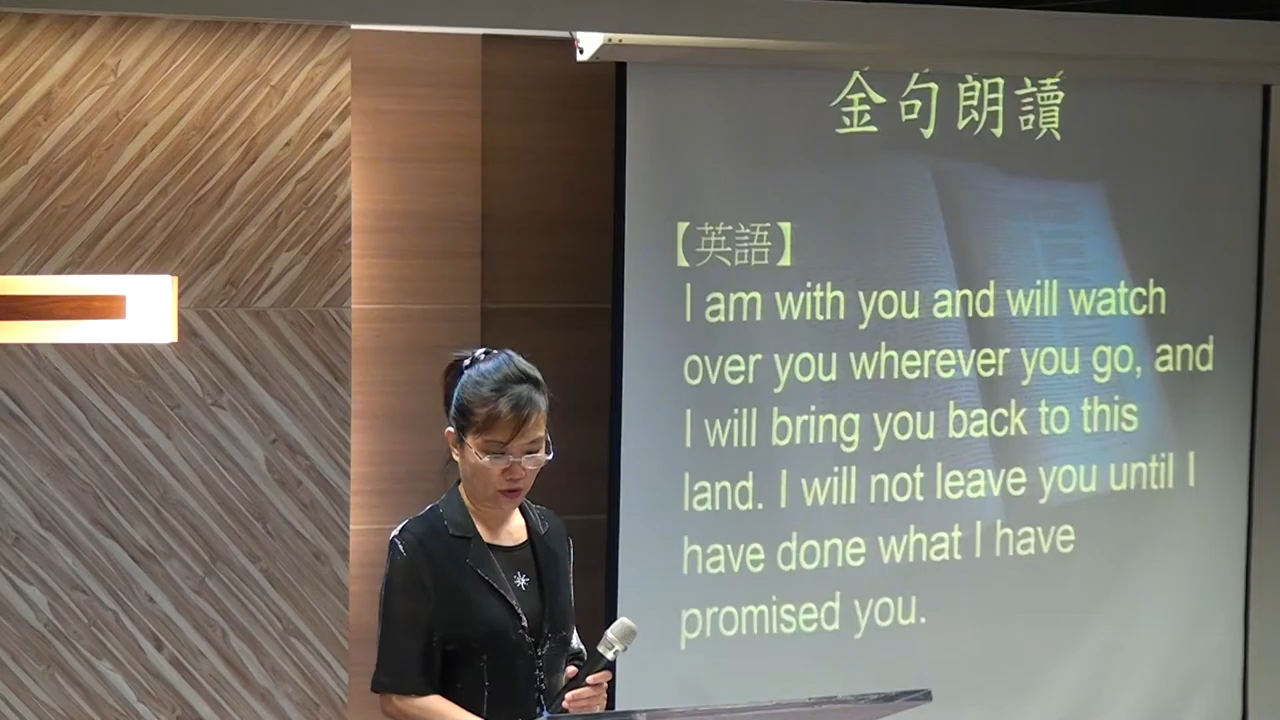 金句朗讀
【英語】
I am with you and will watch
over you wherever you go, and
I will bring you back to this
land. I will not leave you until I
have done what I have
promised you.